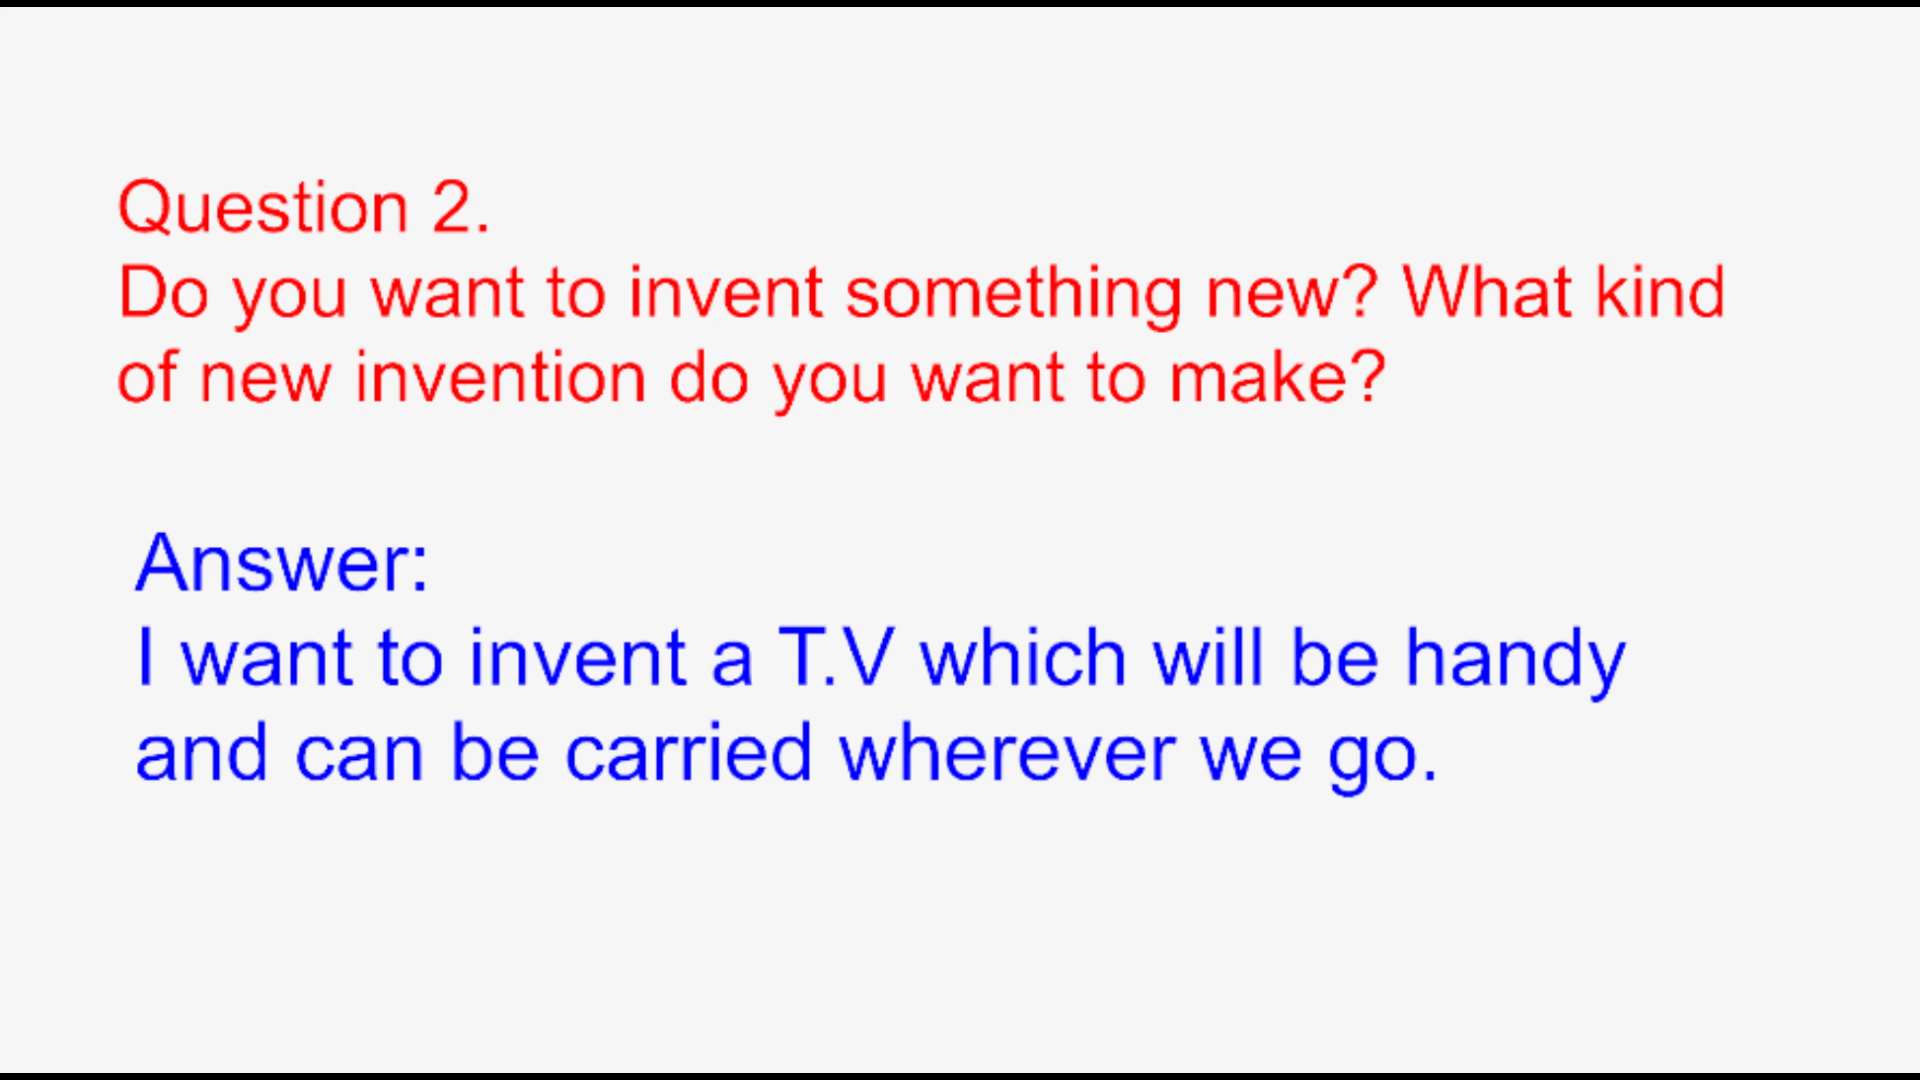 Question 2.
Do you want to invent something new? What kind
of new invention do you want to make?
Answer:
I want to invent a T.V which will be handy
and can be carried wherever we go.